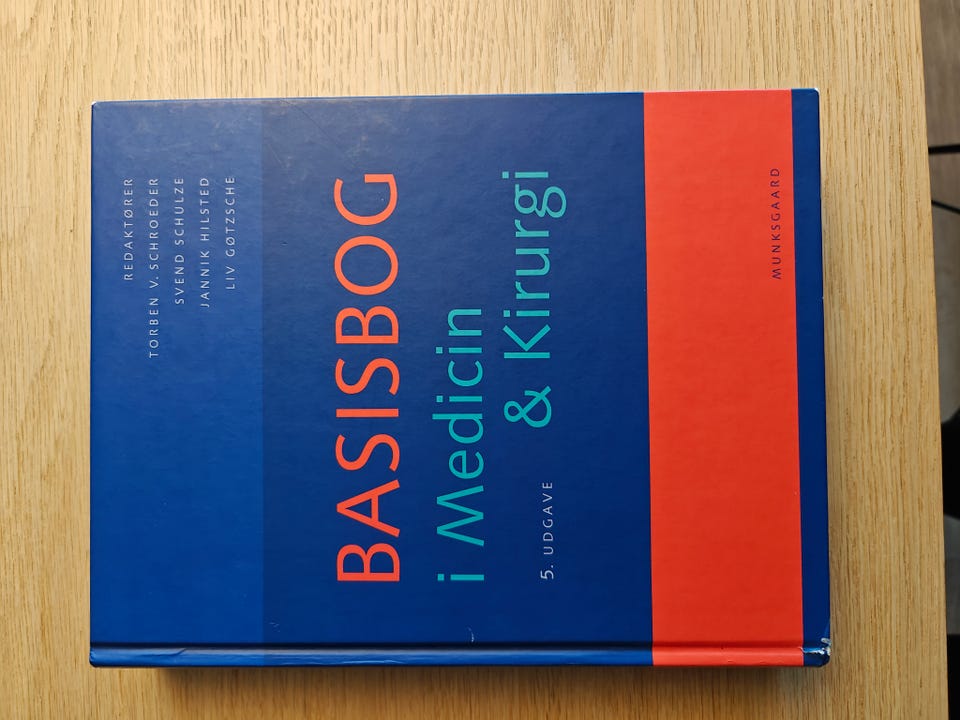 REDAKTØRER
TORBEN V. SCHROEDER
SVEND SCHULZE
JANNIK HILSTED
LIV GØTZSCHE
BASISBOG
i Medicin
& Kirurgi
5. UDGAVE
MUNKSGAARD